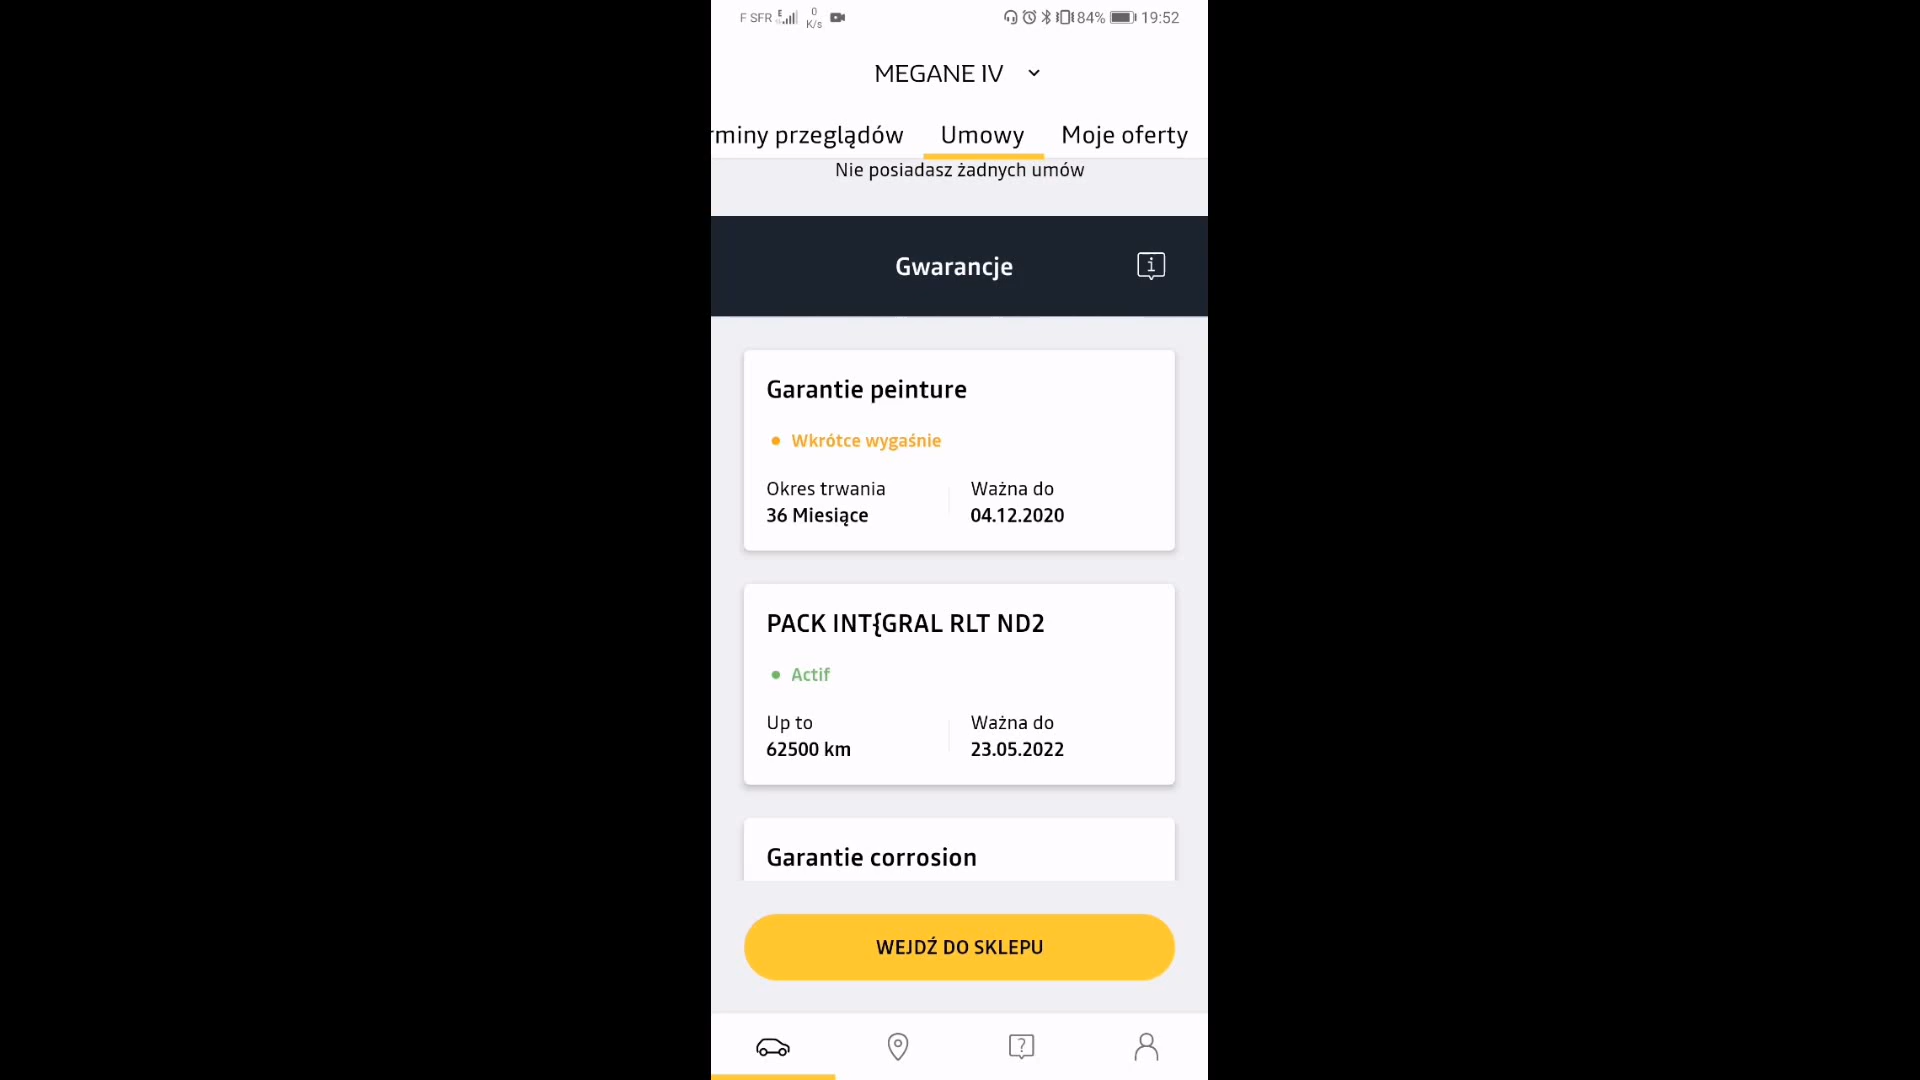 F SFR E 0 K/s 84% 19:52
MEGANE IV
rminy przeglądów Umowy Moje oferty
Nie posiadasz żadnych umów
Gwarancje
Garantie peinture
Wkrótce wygaśnie
Okres trwania Ważna do
36 Miesiące 04.12.2020
PACK INT{GRAL RLT ND2
Actif
Up to Ważna do
62500 km 23.05.2022
Garantie corrosion
WEJDŹ DO SKLEPU